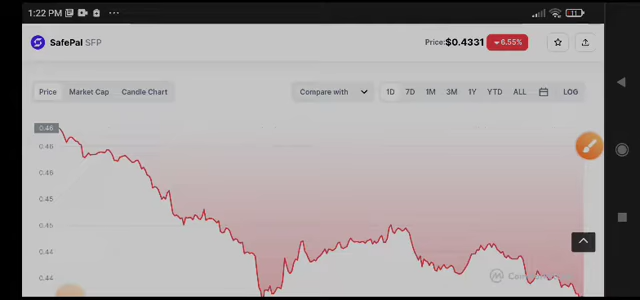 1:22 PM
SafePal SFP
Price: $0.4331 6.55%
Price Market Cap Candle Chart Compare with 1D 7D 1M 3M 1Y YTD ALL LOG
0.46
0.46
0.46
0.45
0.45
0.44
0.44